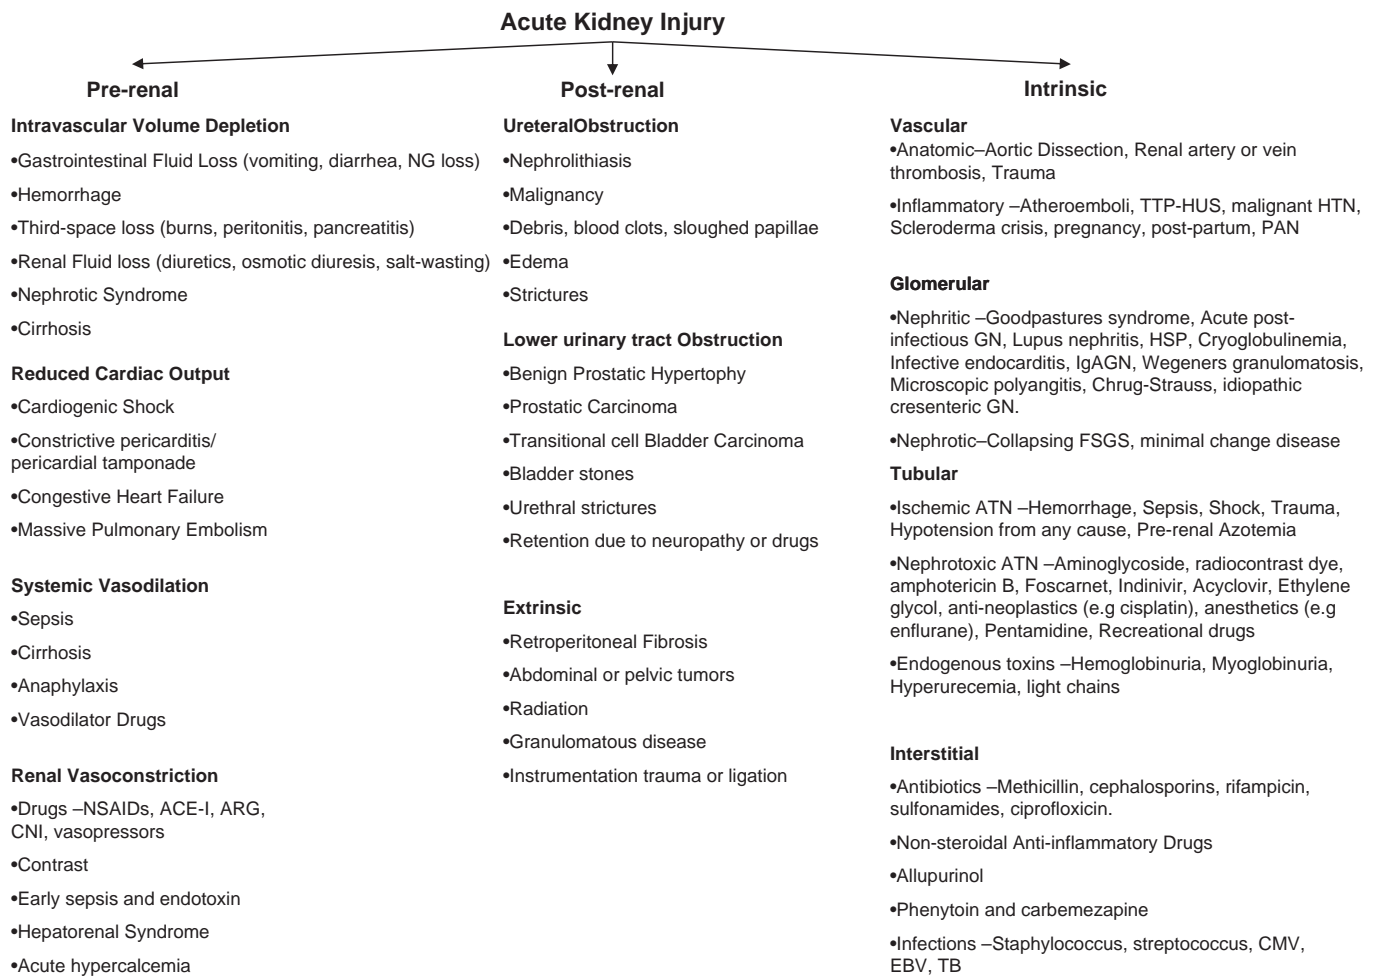 Acute Kidney Injury
Pre-renal
Intravascular Volume Depletion
•Gastrointestinal Fluid Loss (vomiting, diarrhea, NG loss)
•Hemorrhage
•Third-space loss (burns, peritonitis, pancreatitis)
•Renal Fluid loss (diuretics, osmotic diuresis, salt-wasting)
•Nephrotic Syndrome
•Cirrhosis
Reduced Cardiac Output
•Cardiogenic Shock
•Constrictive pericarditis/
pericardial tamponade
•Congestive Heart Failure
•Massive Pulmonary Embolism
Systemic Vasodilation
•Sepsis
•Cirrhosis
•Anaphylaxis
•Vasodilator Drugs
Renal Vasoconstriction
•Drugs –NSAIDs, ACE-I, ARG,
CNI, vasopressors
•Contrast
•Early sepsis and endotoxin
•Hepatorenal Syndrome
•Acute hypercalcemia
Post-renal
UreteralObstruction
•Nephrolithiasis
•Malignancy
•Debris, blood clots, sloughed papillae
•Edema
•Strictures
Lower urinary tract Obstruction
•Benign Prostatic Hypertophy
•Prostatic Carcinoma
•Transitional cell Bladder Carcinoma
•Bladder stones
•Urethral strictures
•Retention due to neuropathy or drugs
Extrinsic
•Retroperitoneal Fibrosis
•Abdominal or pelvic tumors
•Radiation
•Granulomatous disease
•Instrumentation trauma or ligation
Intrinsic
Vascular
•Anatomic–Aortic Dissection, Renal artery or vein
thrombosis, Trauma
•Inflammatory –Atheroemboli, TTP-HUS, malignant HTN,
Scleroderma crisis, pregnancy, post-partum, PAN
Glomerular
•Nephritic –Goodpastures syndrome, Acute post-
infectious GN, Lupus nephritis, HSP, Cryoglobulinemia,
Infective endocarditis, IgAGN, Wegeners granulomatosis,
Microscopic polyangitis, Chrug-Strauss, idiopathic
cresenteric GN.
•Nephrotic–Collapsing FSGS, minimal change disease
Tubular
•Ischemic ATN –Hemorrhage, Sepsis, Shock, Trauma,
Hypotension from any cause, Pre-renal Azotemia
•Nephrotoxic ATN –Aminoglycoside, radiocontrast dye,
amphotericin B, Foscarnet, Indinivir, Acyclovir, Ethylene
glycol, anti-neoplastics (e.g cisplatin), anesthetics (e.g
enflurane), Pentamidine, Recreational drugs
•Endogenous toxins –Hemoglobinuria, Myoglobinuria,
Hyperurecemia, light chains
Interstitial
•Antibiotics –Methicillin, cephalosporins, rifampicin,
sulfonamides, ciprofloxicin.
•Non-steroidal Anti-inflammatory Drugs
•Allupurinol
•Phenytoin and carbemezapine
•Infections –Staphylococcus, streptococcus, CMV,
EBV, TB